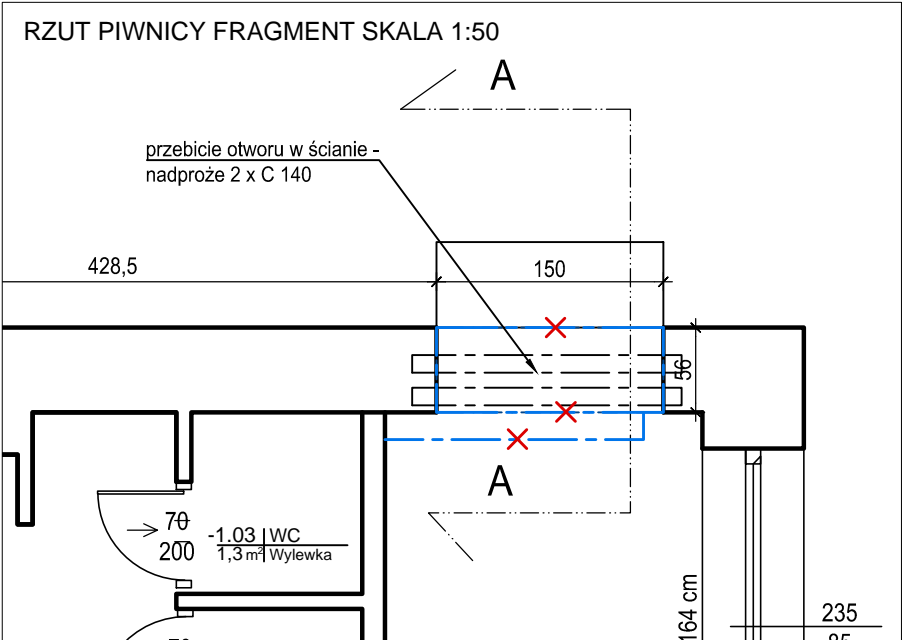 RZUT PIWNICY FRAGMENT SKALA 1:50
A
przebicie otworu w ścianie -
nadproże 2 x C 140
428,5
150
56
A
70
200
-1.03 | WC
1,3 m² Wylewka
164 cm
235
85